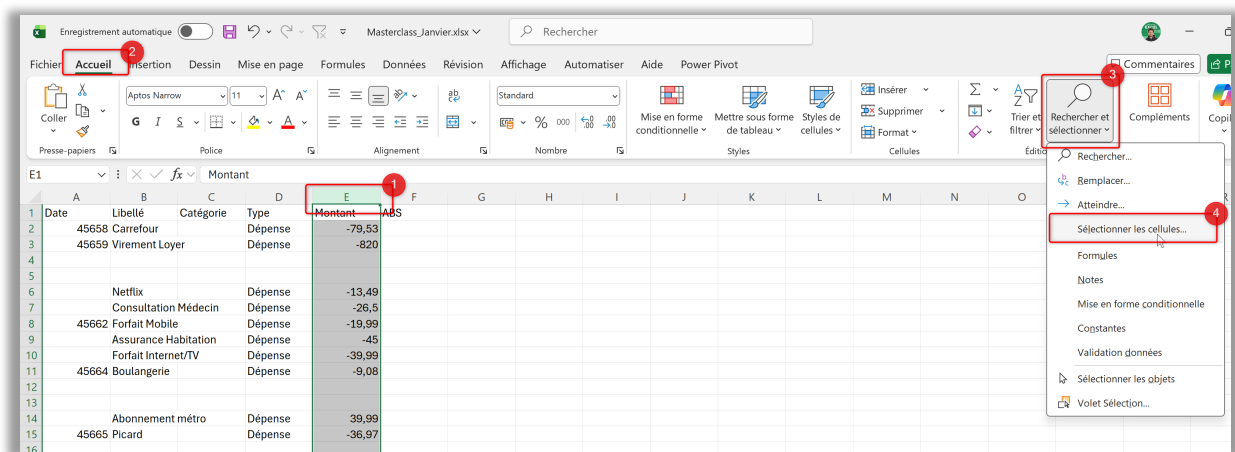 Enregistrement automatique Masterclass_Janvier.xlsx Rechercher
Fichier Accueil Insertion Dessin Mise en page Formules Données Révision Affichage Automatiser Aide Power Pivot Commentaires
2
3
Coller
Aptos Narrow 11 A^ A˅
G I S A
ab
Standard
% 000
Mise en forme conditionnelle
Mettre sous forme de tableau
Styles de cellules
Insérer
Supprimer
Format
Trier et filtrer
Rechercher et sélectionner
Compléments
Presse-papiers Police Alignement Nombre Styles Cellules
E1 fx Montant
1
A B C D E F G H I J K L M N O
1 Date Libellé Catégorie Type Montant ABS
2 45658 Carrefour Dépense -79,53
3 45659 Virement Loyer Dépense -820
4
5
6 Netflix Dépense -13,49
7 Consultation Médecin Dépense -26,5
8 45662 Forfait Mobile Dépense -19,99
9 Assurance Habitation Dépense -45
10 Forfait Internet/TV Dépense -39,99
11 45664 Boulangerie Dépense -9,08
12
13
14 Abonnement métro Dépense 39,99
15 45665 Picard Dépense -36,97
16
Rechercher...
Remplacer...
Atteindre...
4
Sélectionner les cellules...
Formules
Notes
Mise en forme conditionnelle
Constantes
Validation données
Sélectionner les objets
Volet Sélection...